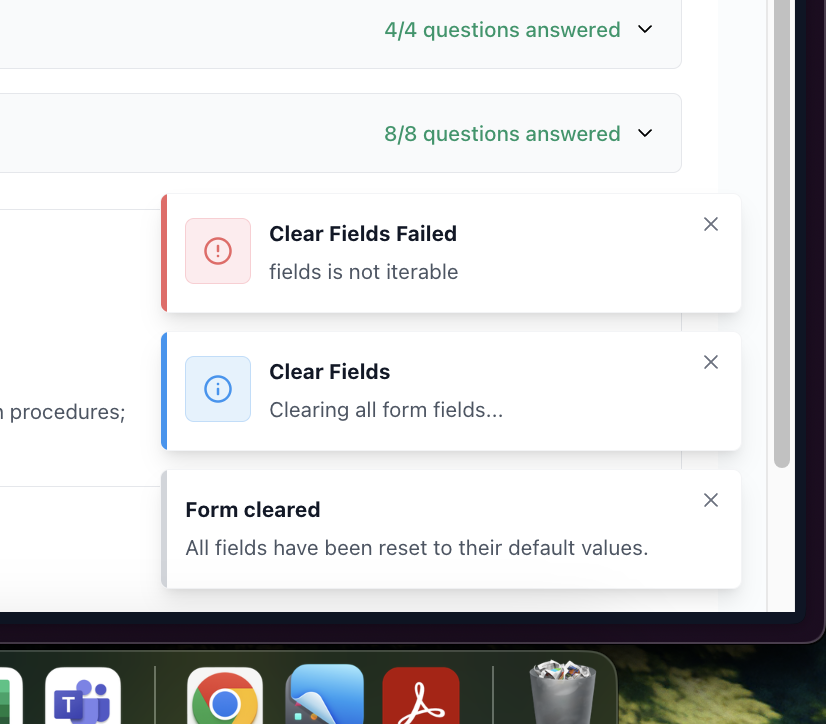 4/4 questions answered
8/8 questions answered
Clear Fields Failed
fields is not iterable
Clear Fields
Clearing all form fields...
procedures;
Form cleared
All fields have been reset to their default values.
T